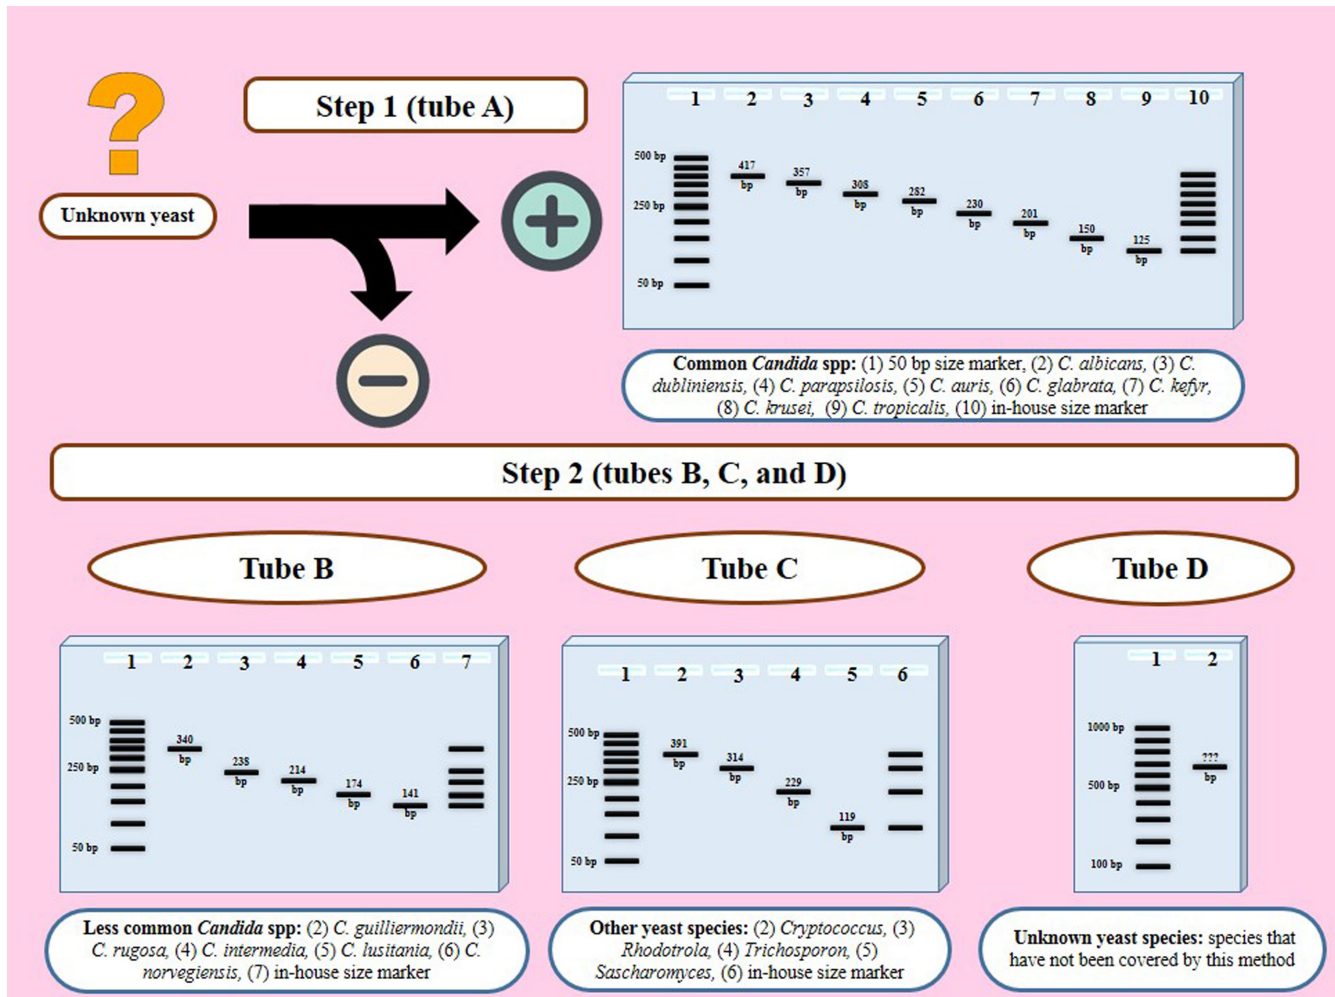 Step 1 (tube A)
Unknown yeast
1 2 3 4 5 6 7 8 9 10
500 bp
250 bp
50 bp
417
bp
357
bp
308
bp
282
bp
230
bp
201
bp
150
bp
125
bp
Common Candida spp: (1) 50 bp size marker, (2) C. albicans, (3) C.
dubliniensis, (4) C. parapsilosis, (5) C. auris, (6) C. glabrata, (7) C. kefyr,
(8) C. krusei, (9) C. tropicalis, (10) in-house size marker
Step 2 (tubes B, C, and D)
Tube B
1 2 3 4 5 6 7
500 bp
250 bp
50 bp
340
bp
238
bp
214
bp
174
bp
141
bp
Less common Candida spp: (2) C. guilliermondii, (3)
C. rugosa, (4) C. intermedia, (5) C. lusitania, (6) C.
norvegiensis, (7) in-house size marker
Tube C
1 2 3 4 5 6
500 bp
250 bp
50 bp
391
bp
314
bp
229
bp
119
bp
Other yeast species: (2) Cryptococcus, (3)
Rhodotrola, (4) Trichosporon, (5)
Sascharomyces, (6) in-house size marker
Tube D
1 2
1000 bp
500 bp
100 bp
???
bp
Unknown yeast species: species that
have not been covered by this method